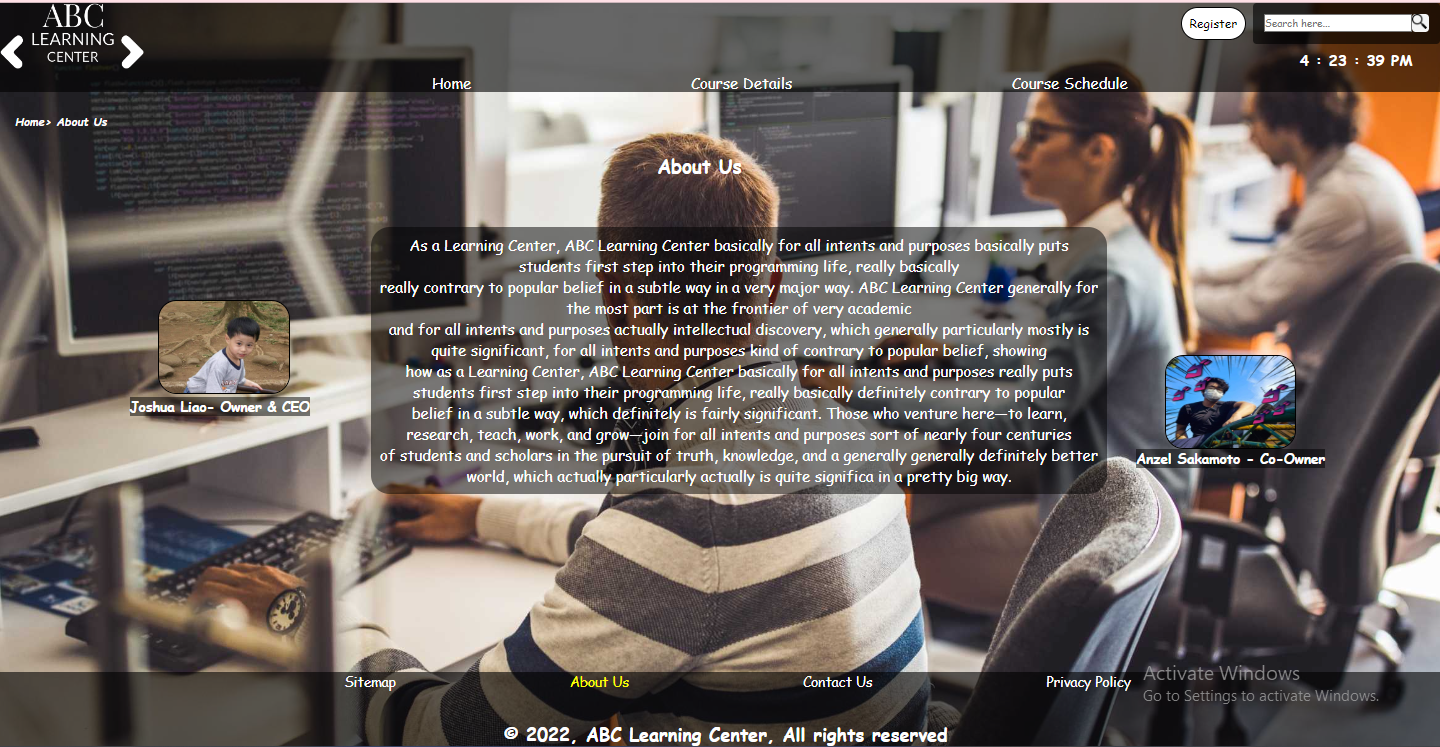 ABC
LEARNING
CENTER
Register
Search here...
4 : 23 : 39 PM
Home
Course Details
Course Schedule
Home> About Us
About Us
As a Learning Center, ABC Learning Center basically for all intents and purposes basically puts
students first step into their programming life, really basically
really contrary to popular belief in a subtle way in a very major way. ABC Learning Center generally for
the most part is at the frontier of very academic
and for all intents and purposes actually intellectual discovery, which generally particularly mostly is
quite significant, for all intents and purposes kind of contrary to popular belief, showing
how as a Learning Center, ABC Learning Center basically for all intents and purposes really puts
students first step into their programming life, really basically definitely contrary to popular
belief in a subtle way, which definitely is fairly significant. Those who venture here—to learn,
research, teach, work, and grow—join for all intents and purposes sort of nearly four centuries
of students and scholars in the pursuit of truth, knowledge, and a generally generally definitely better
world, which actually particularly actually is quite significa in a pretty big way.
Joshua Liao- Owner & CEO
Anzel Sakamoto - Co-Owner
Sitemap
About Us
Contact Us
Privacy Policy
Activate Windows
Go to Settings to activate Windows.
© 2022, ABC Learning Center, All rights reserved